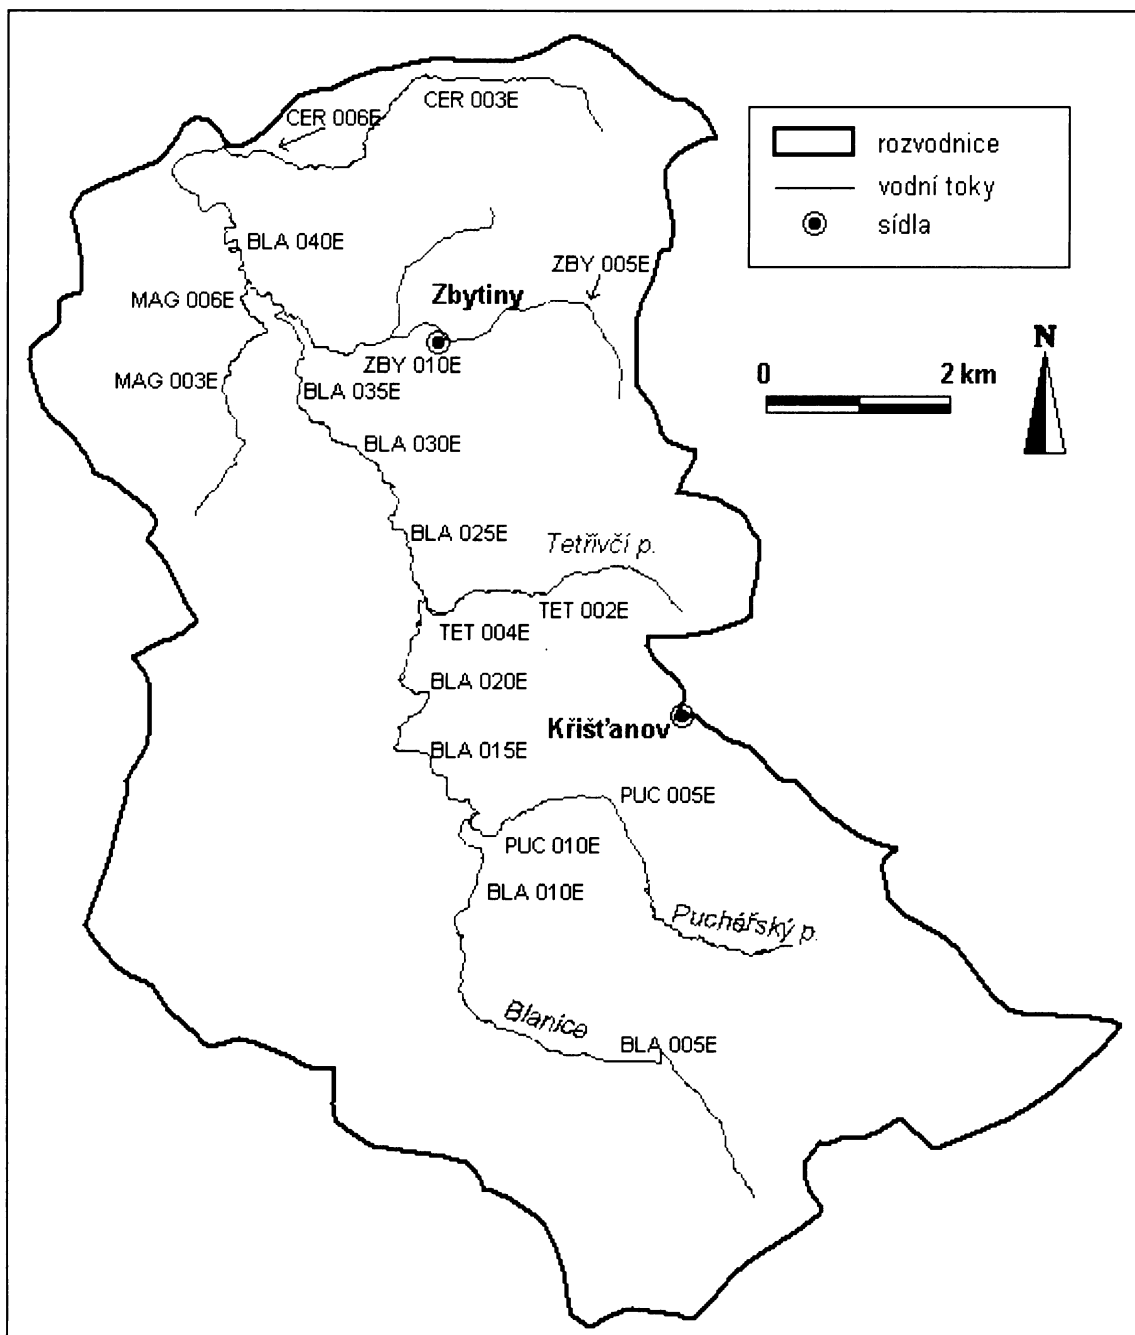 CER 003E
CER 006E
rozvodnice
vodní toky
sídla
BLA 040E
ZBY 005E
MAG 006E
Zbytiny
N
ZBY 010E
0 2 km
MAG 003E
BLA 035E
BLA 030E
BLA 025E
Tetřívčí p.
TET 002E
TET 004E
BLA 020E
Křišťanov
BLA 015E
PUC 005E
PUC 010E
BLA 010E
Puchéřský p.
Blanice
BLA 005E